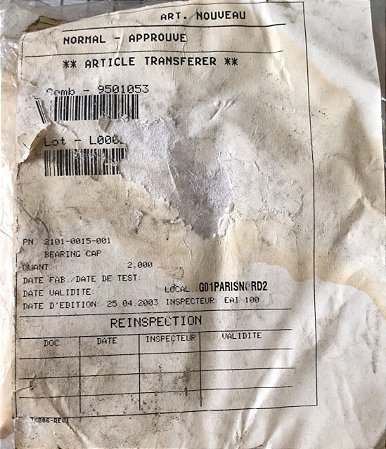 ART. NOUVEAU
NORMAL - APPROUVE
** ARTICLE TRANSFERER **
Comb - 9501053
Lot - L000
PN: 2101-0015-001
BEARING CAP
QUANT.: 2,000
DATE FAB./DATE DE TEST:
DATE VALIDITE: LOCAL: G01PARISNORD2
DATE D'EDITION: 25.04.2003 INSPECTEUR: EAI 100
REINSPECTION
DOC DATE INSPECTEUR VALIDITE